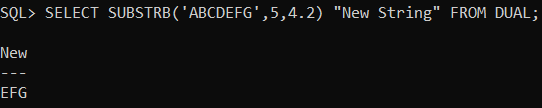 SQL> SELECT SUBSTRB('ABCDEFG',5,4.2) "New String" FROM DUAL;
New
---
EFG